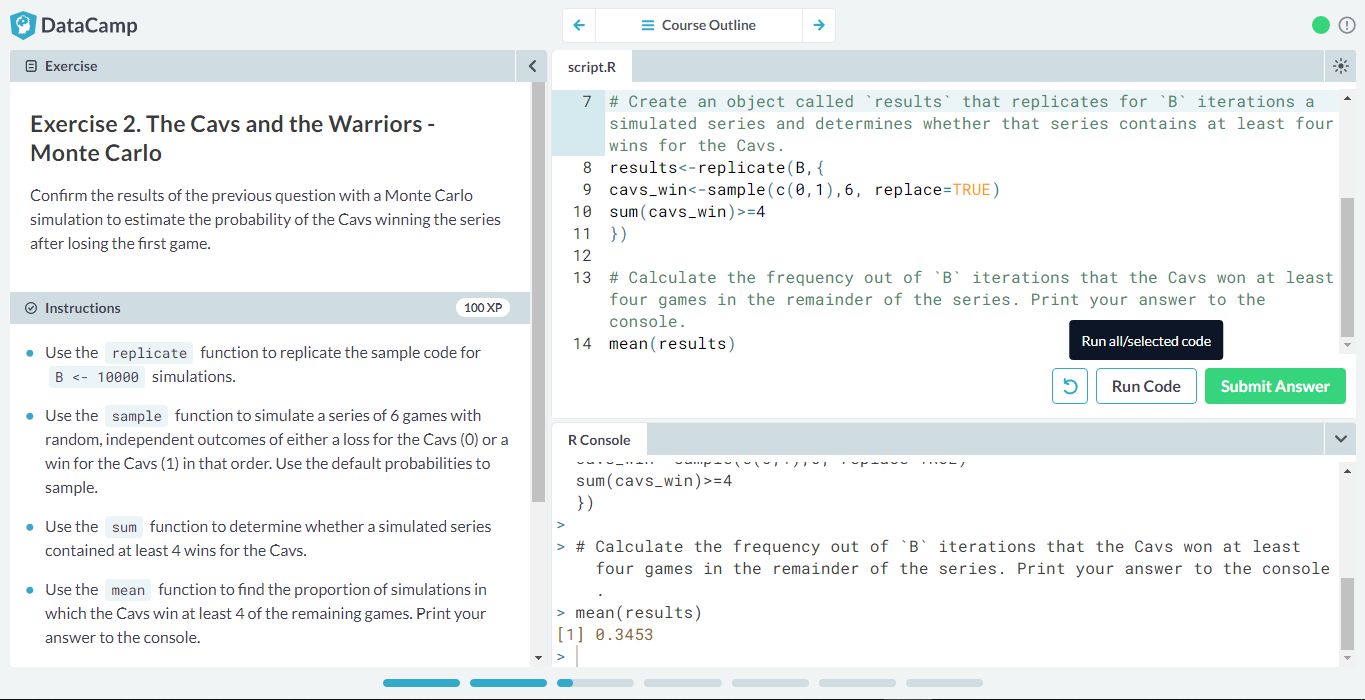 DataCamp
Course Outline
Exercise
Exercise 2. The Cavs and the Warriors -
Monte Carlo
Confirm the results of the previous question with a Monte Carlo
simulation to estimate the probability of the Cavs winning the series
after losing the first game.
Instructions
100 XP
Use the replicate function to replicate the sample code for
B <- 10000 simulations.
Use the sample function to simulate a series of 6 games with
random, independent outcomes of either a loss for the Cavs (0) or a
win for the Cavs (1) in that order. Use the default probabilities to
sample.
Use the sum function to determine whether a simulated series
contained at least 4 wins for the Cavs.
Use the mean function to find the proportion of simulations in
which the Cavs win at least 4 of the remaining games. Print your
answer to the console.
script.R
7 # Create an object called `results` that replicates for `B` iterations a
simulated series and determines whether that series contains at least four
wins for the Cavs.
8 results<-replicate(B,{
9 cavs_win<-sample(c(0,1),6, replace=TRUE)
10 sum(cavs_win)>=4
11 })
12
13 # Calculate the frequency out of `B` iterations that the Cavs won at least
four games in the remainder of the series. Print your answer to the
console.
14 mean(results)
Run all/selected code
Run Code
Submit Answer
R Console
sum(cavs_win)>=4
})
>
> # Calculate the frequency out of `B` iterations that the Cavs won at least
four games in the remainder of the series. Print your answer to the console
.
> mean(results)
[1] 0.3453
>